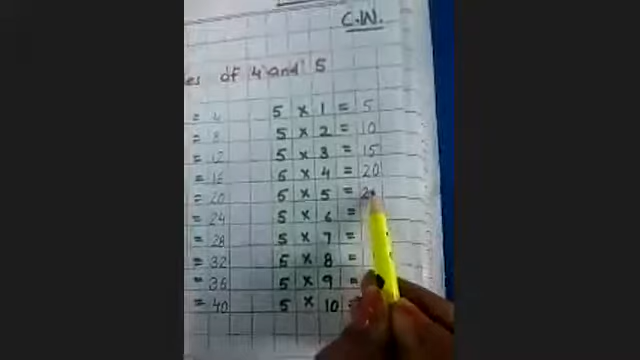 C.W.
of 4 and 5
= 4 5 × 1 = 5
= 8 5 × 2 = 10
= 12 5 × 3 = 15
= 16 5 × 4 = 20
= 20 5 × 5 = 2
= 24 5 × 6 =
= 28 5 × 7 =
= 32 5 × 8 =
= 36 5 × 9 =
= 40 5 × 10 =